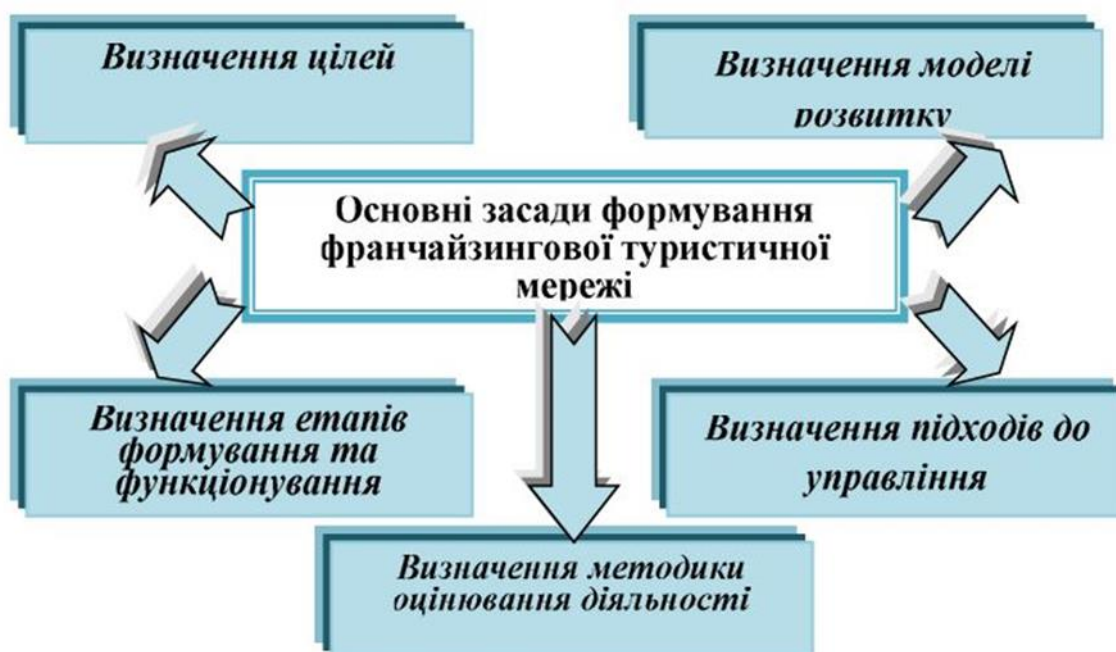 Визначення цілей
Визначення моделі
розвитку
Основні засади формування
франчайзингової туристичної
мережі
Визначення етапів
формування та
функціонування
Визначення підходів до
управління
Визначення методики
оцінювання діяльності